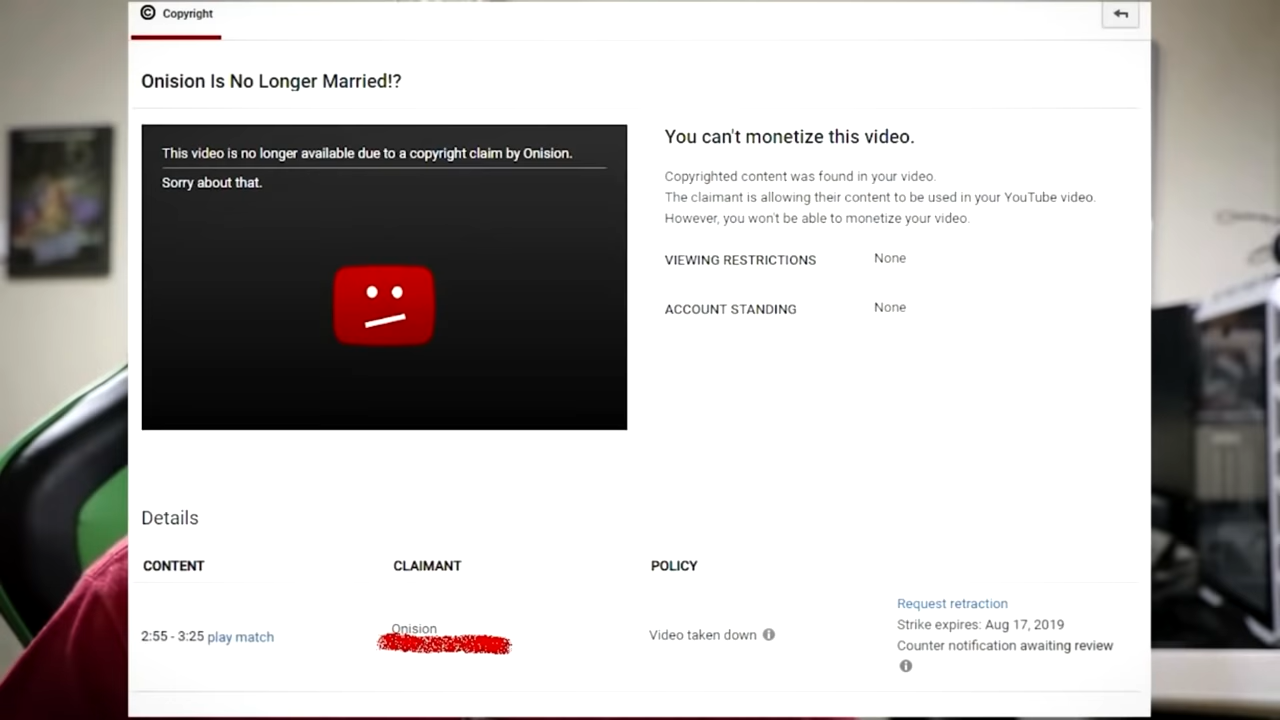 © Copyright
Onision Is No Longer Married!?
This video is no longer available due to a copyright claim by Onision.
Sorry about that.
You can't monetize this video.
Copyrighted content was found in your video.
The claimant is allowing their content to be used in your YouTube video.
However, you won't be able to monetize your video.
VIEWING RESTRICTIONS None
ACCOUNT STANDING None
Details
CONTENT CLAIMANT POLICY
2:55 - 3:25 play match
Onision
Video taken down
Request retraction
Strike expires: Aug 17, 2019
Counter notification awaiting review